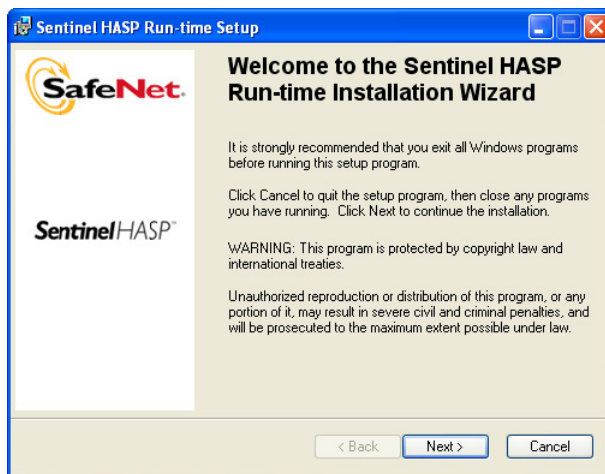 Sentinel HASP Run-time Setup
SafeNet.
Sentinel HASP™
Welcome to the Sentinel HASP
Run-time Installation Wizard
It is strongly recommended that you exit all Windows programs
before running this setup program.
Click Cancel to quit the setup program, then close any programs
you have running. Click Next to continue the installation.
WARNING: This program is protected by copyright law and
international treaties.
Unauthorized reproduction or distribution of this program, or any
portion of it, may result in severe civil and criminal penalties, and
will be prosecuted to the maximum extent possible under law.
< Back
Next >
Cancel